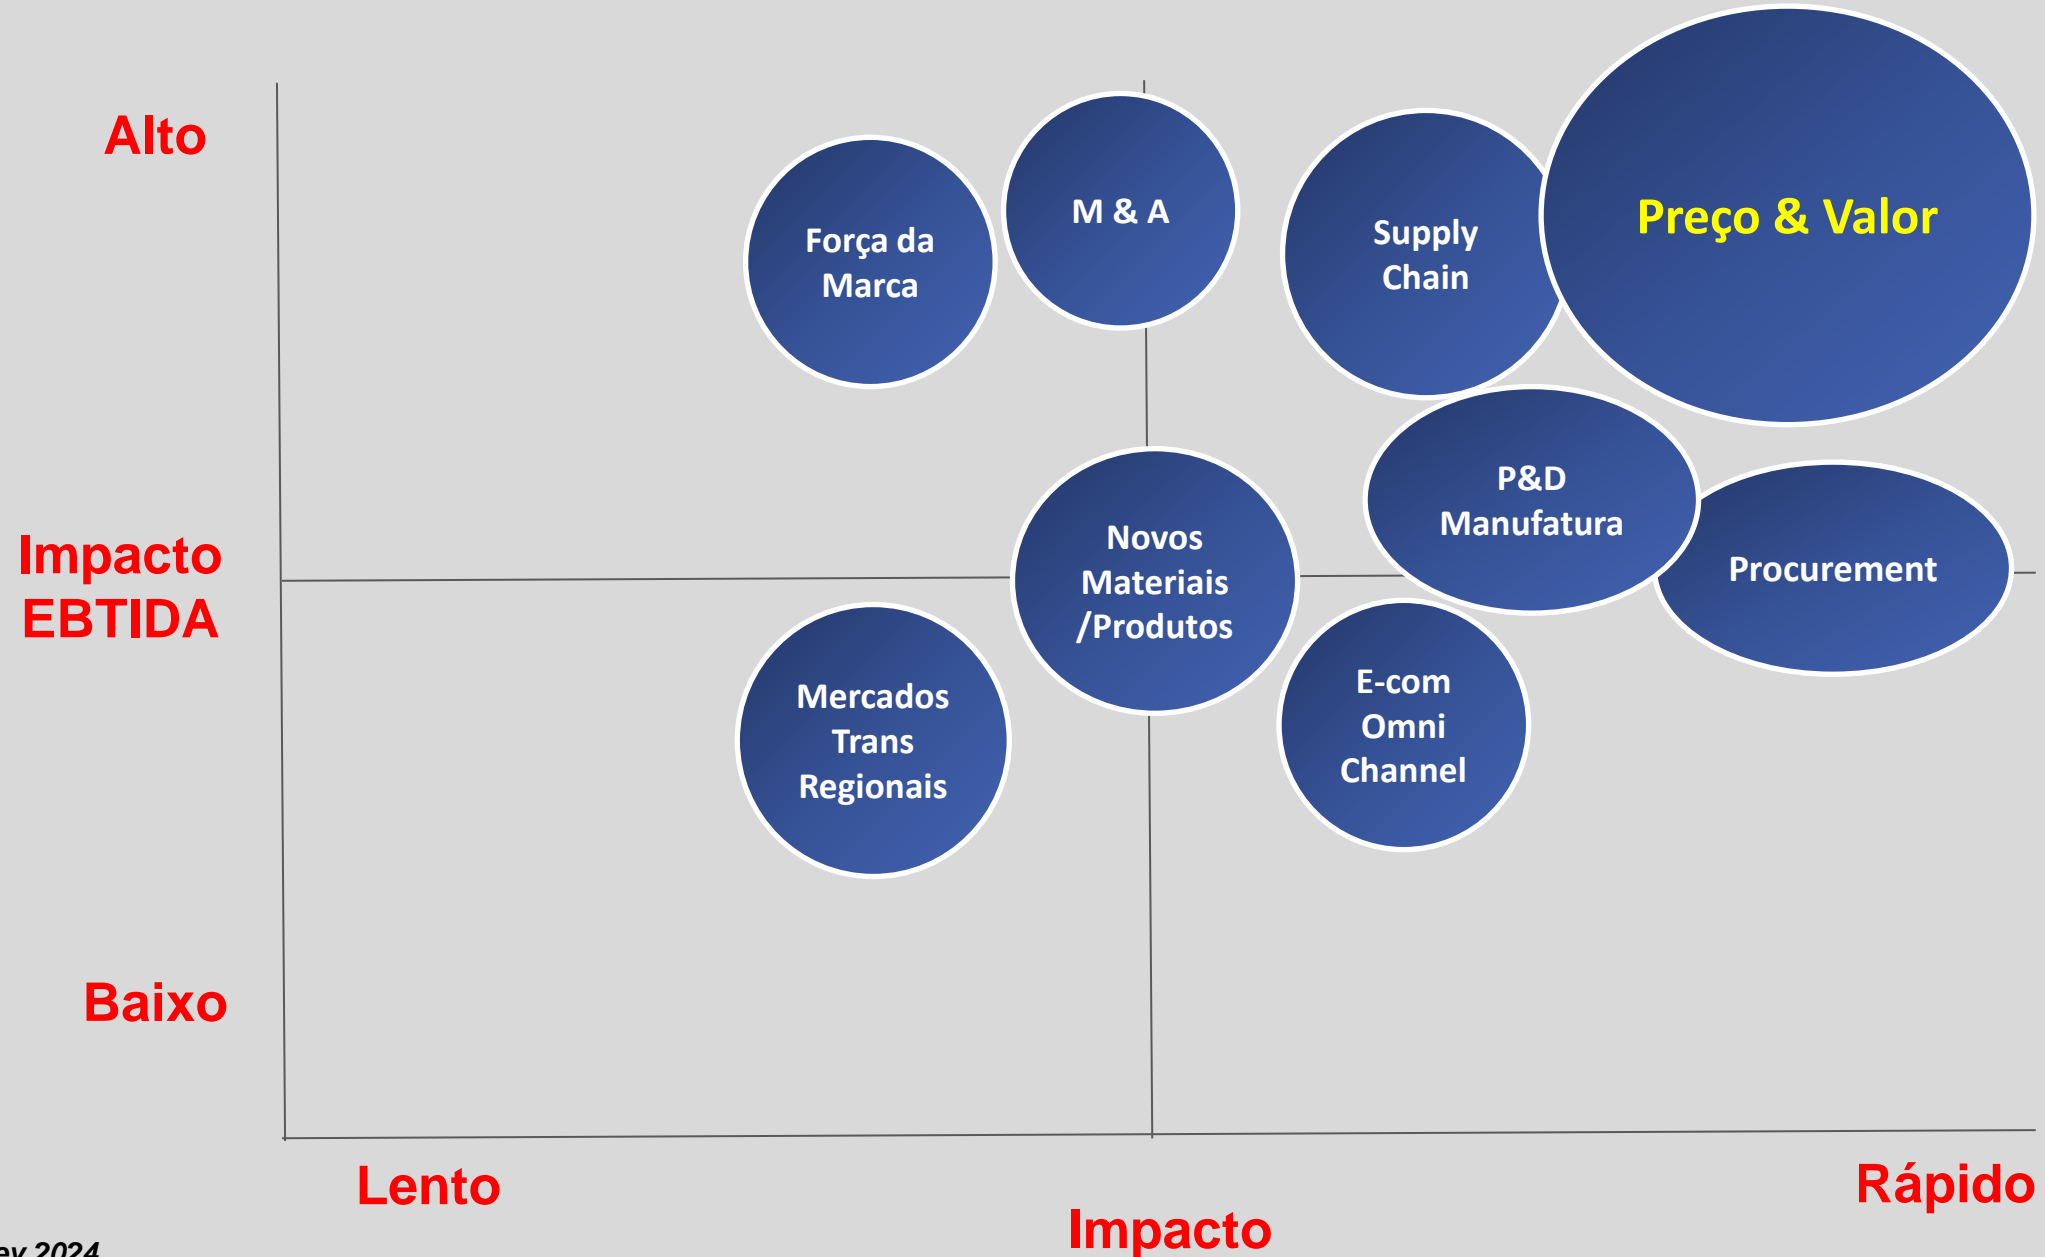 Alto
Força da
Marca
M & A
Supply
Chain
Preço & Valor
Impacto
EBTIDA
Novos
Materiais
/Produtos
P&D
Manufatura
Procurement
Mercados
Trans
Regionais
E-com
Omni
Channel
Baixo
Lento
Rápido
Impacto
2024